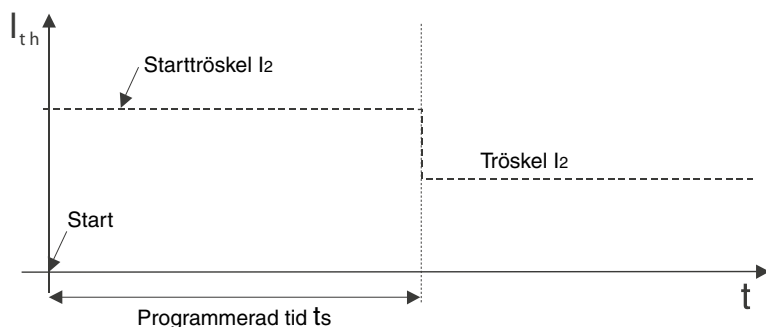 Ith
Starttröskel I2
Tröskel I2
Start
t
Programmerad tid ts